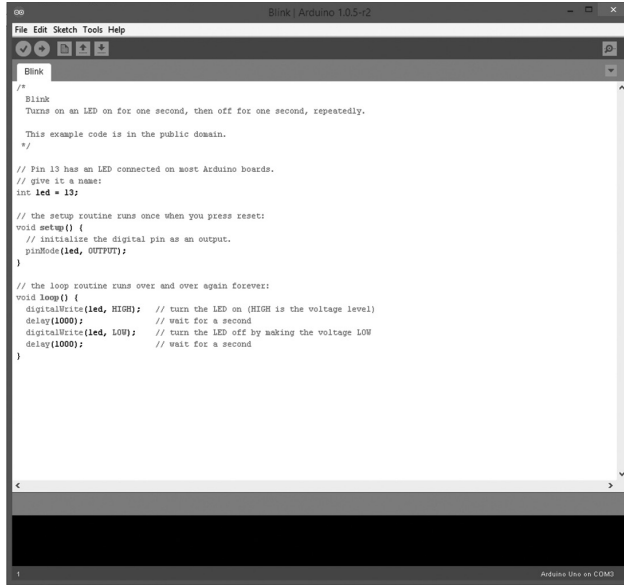 Blink | Arduino 1.0.5-r2
File Edit Sketch Tools Help
Blink
/*
  Blink
  Turns on an LED on for one second, then off for one second, repeatedly.

  This example code is in the public domain.
 */

// Pin 13 has an LED connected on most Arduino boards.
// give it a name:
int led = 13;

// the setup routine runs once when you press reset:
void setup() {
  // initialize the digital pin as an output.
  pinMode(led, OUTPUT);
}

// the loop routine runs over and over again forever:
void loop() {
  digitalWrite(led, HIGH);   // turn the LED on (HIGH is the voltage level)
  delay(1000);               // wait for a second
  digitalWrite(led, LOW);    // turn the LED off by making the voltage LOW
  delay(1000);               // wait for a second
}
1
Arduino Uno on COM3